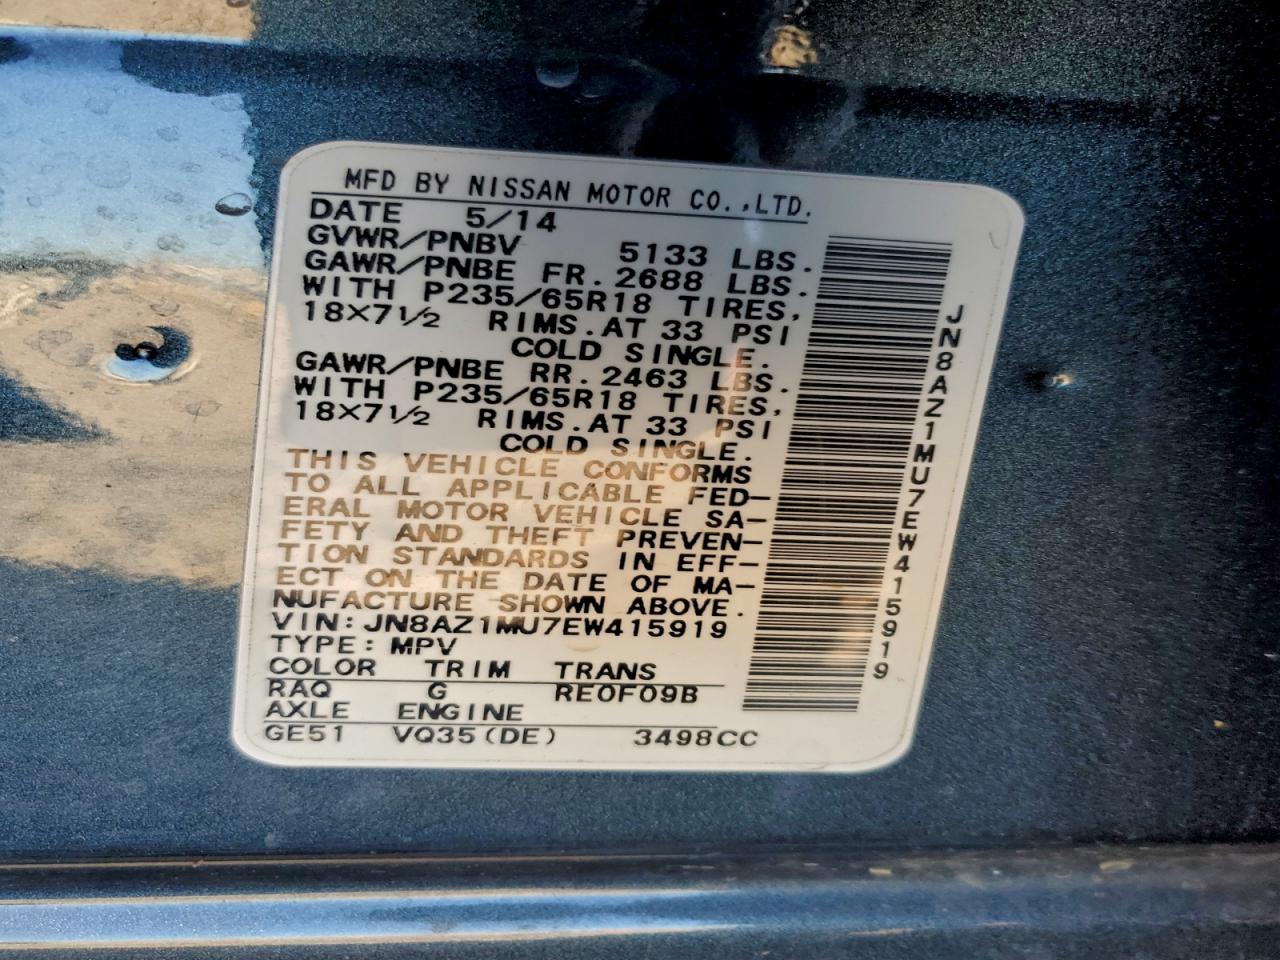 MFD BY NISSAN MOTOR CO.,LTD.
DATE 5/14
GVWR/PNBV 5133 LBS.
GAWR/PNBE FR. 2688 LBS.
WITH P235/65R18 TIRES,
18×7½ RIMS. AT 33 PSI
COLD SINGLE.
GAWR/PNBE RR. 2463 LBS.
WITH P235/65R18 TIRES,
18×7½ RIMS. AT 33 PSI
COLD SINGLE.
THIS VEHICLE CONFORMS
TO ALL APPLICABLE FED-
ERAL MOTOR VEHICLE SA-
FETY AND THEFT PREVEN-
TION STANDARDS IN EFF-
ECT ON THE DATE OF MA-
NUFACTURE SHOWN ABOVE.
VIN: JN8AZ1MU7EW415919
TYPE: MPV
COLOR TRIM TRANS
RAQ G RE0F09B
AXLE ENGINE
GE51 VQ35(DE) 3498CC
JN8AZ1MU7EW415919